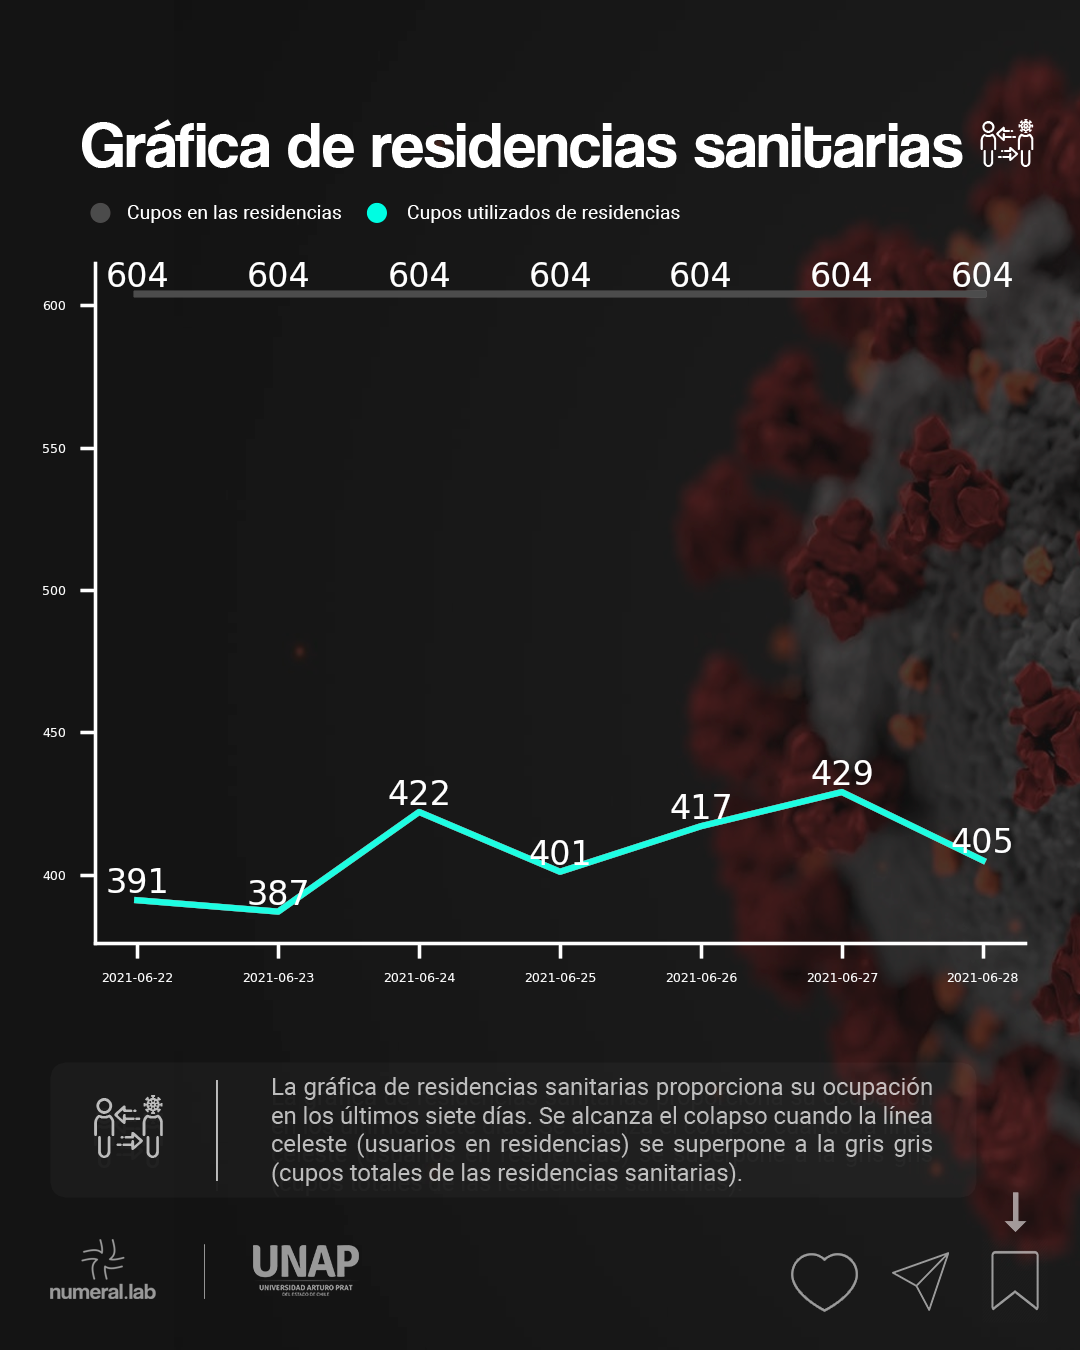 Gráfica de residencias sanitarias
Cupos en las residencias Cupos utilizados de residencias
604 604 604 604 604 604 604
600
550
500
450
400
391 387 422 401 417 429 405
2021-06-22 2021-06-23 2021-06-24 2021-06-25 2021-06-26 2021-06-27 2021-06-28
La gráfica de residencias sanitarias proporciona su ocupación
en los últimos siete días. Se alcanza el colapso cuando la línea
celeste (usuarios en residencias) se superpone a la gris gris
(cupos totales de las residencias sanitarias).
numeral.lab
UNAP
UNIVERSIDAD ARTURO PRAT
DEL ESTADO DE CHILE